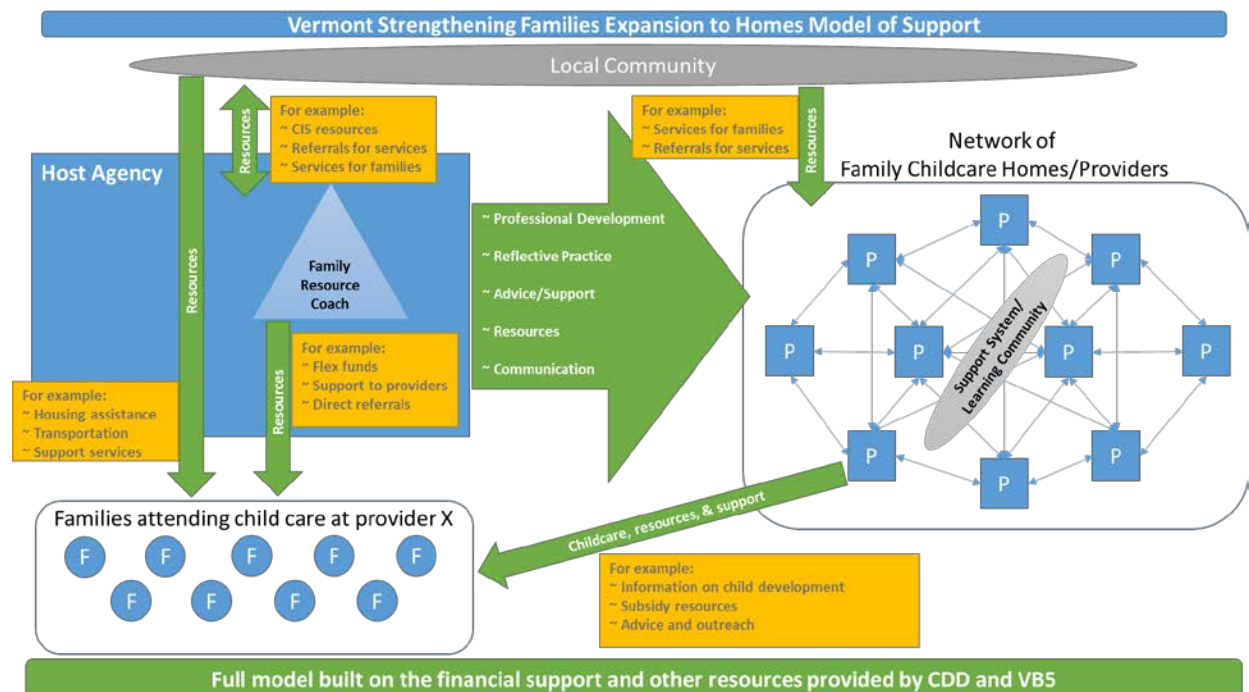 Vermont Strengthening Families Expansion to Homes Model of Support
Local Community
Resources
For example:
~ CIS resources
~ Referrals for services
~ Services for families
For example:
~ Services for families
~ Referrals for services
Resources
Network of
Family Childcare Homes/Providers
Host Agency
Resources
Family
Resource
Coach
~ Professional Development
~ Reflective Practice
~ Advice/Support
~ Resources
~ Communication
For example:
~ Housing assistance
~ Transportation
~ Support services
Resources
For example:
~ Flex funds
~ Support to providers
~ Direct referrals
P
P
P
P
P
P
P
P
P
P
Support System/
Learning Community
Childcare, resources, & support
Families attending child care at provider X
F
F
F
F
F
F
F
F
F
For example:
~ Information on child development
~ Subsidy resources
~ Advice and outreach
Full model built on the financial support and other resources provided by CDD and VB5